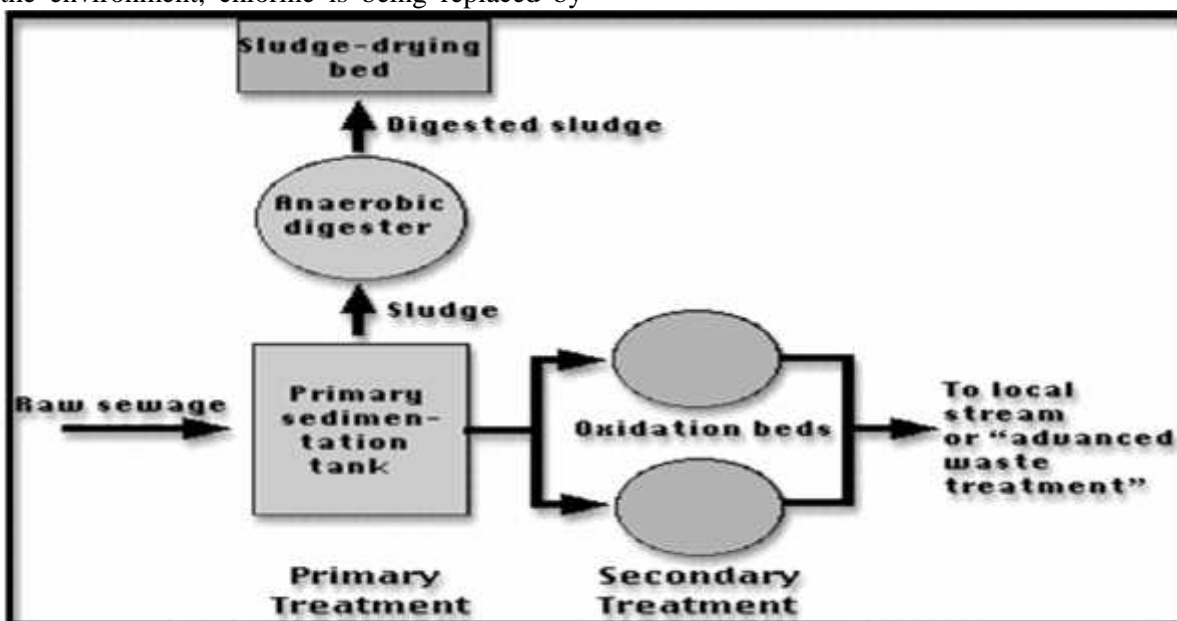 the environment, chlorine is being replaced by
Sludge-drying
bed
Digested sludge
Anaerobic
digester
Sludge
Raw sewage
Primary
sedimen-
tation
tank
Oxidation beds
To local
stream
or “advanced
waste
treatment”
Primary
Treatment
Secondary
Treatment